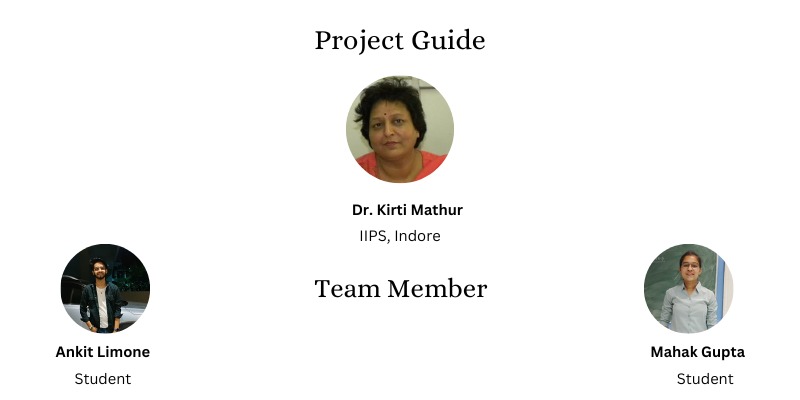 Project Guide
Dr. Kirti Mathur
IIPS, Indore
Team Member
Ankit Limone
Student
Mahak Gupta
Student